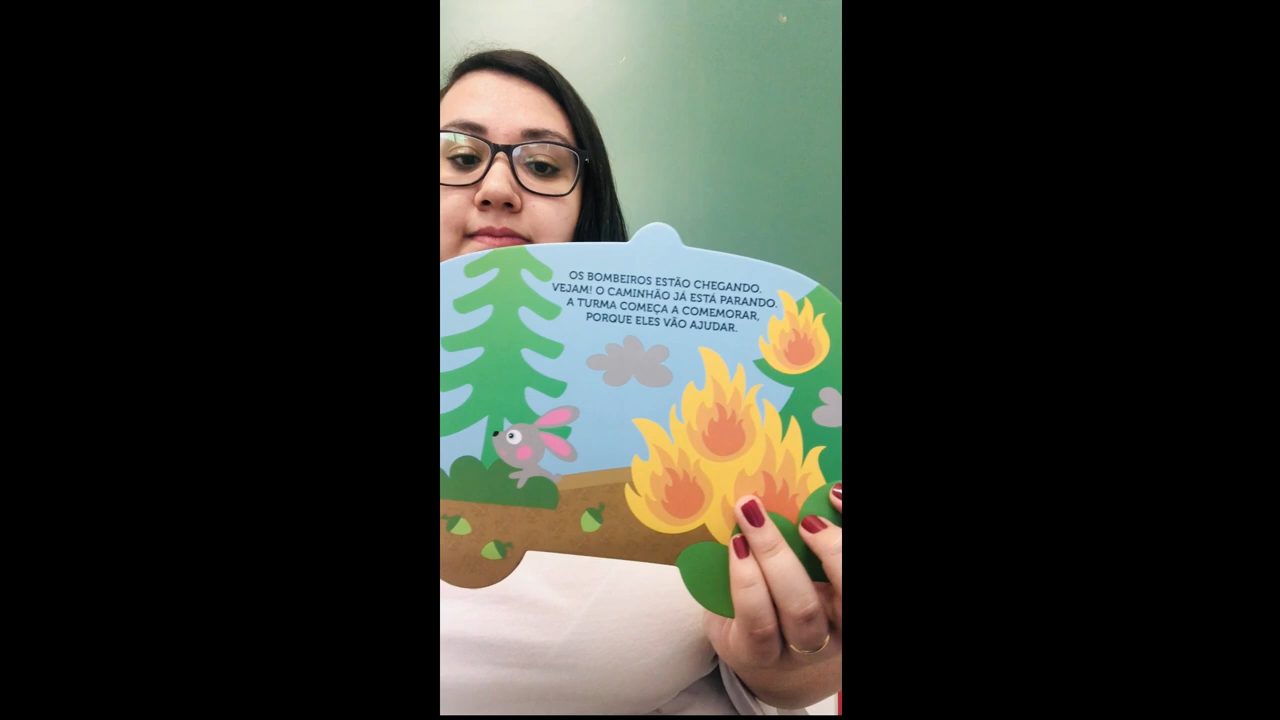 OS BOMBEIROS ESTÃO CHEGANDO.
VEJAM! O CAMINHÃO JÁ ESTÁ PARANDO.
A TURMA COMEÇA A COMEMORAR,
PORQUE ELES VÃO AJUDAR.